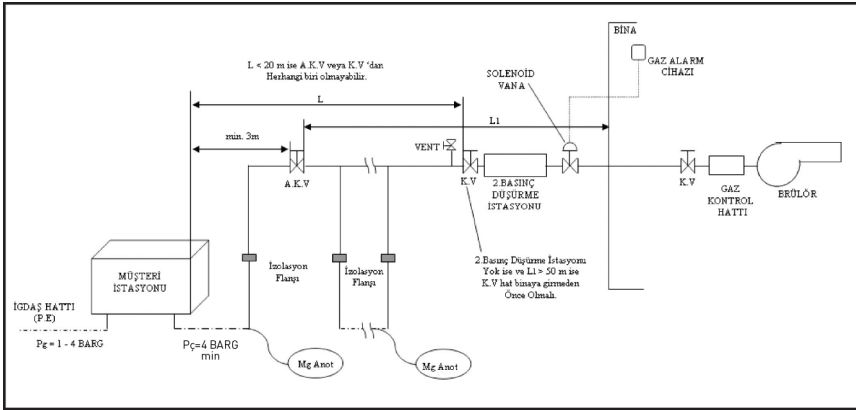 BİNA
L < 20 m ise A.K.V veya K.V 'dan
Herhangi biri olmayabilir.
GAZ ALARM
CİHAZI
SOLENOİD
VANA
L
L1
min. 3m
VENT
A.K.V
K.V
2.BASINÇ
DÜŞÜRME
İSTASYONU
K.V
GAZ
KONTROL
HATTI
BRÜLÖR
2.Basınç Düşürme İstasyonu
Yok ise ve L1 > 50 m ise
K.V hat binaya girmeden
Önce Olmalı.
İzolasyon
Flanşı
İzolasyon
Flanşı
MÜŞTERİ
İSTASYONU
İGDAŞ HATTI
(P.E)
Pg = 1 - 4 BARG
Pç=4 BARG
min
Mg Anot
Mg Anot